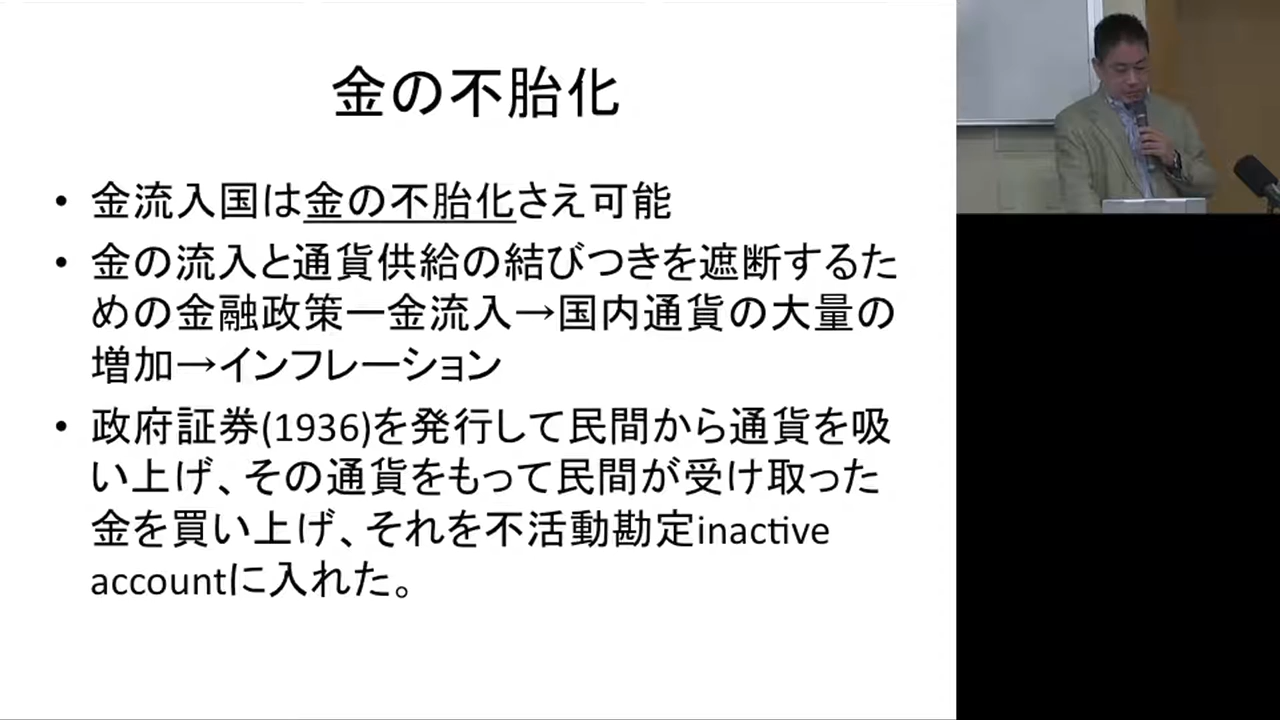 金の不胎化
• 金流入国は金の不胎化さえ可能
• 金の流入と通貨供給の結びつきを遮断するた
めの金融政策ー金流入→国内通貨の大量の
増加→インフレーション
• 政府証券(1936)を発行して民間から通貨を吸
い上げ、その通貨をもって民間が受け取った
金を買い上げ、それを不活動勘定inactive
accountに入れた。